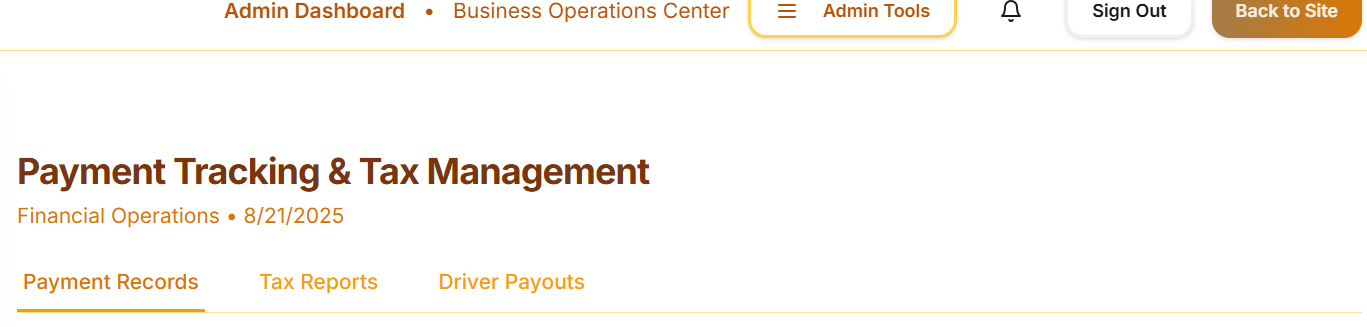 Admin Dashboard • Business Operations Center Admin Tools Sign Out Back to Site
Payment Tracking & Tax Management
Financial Operations • 8/21/2025
Payment Records Tax Reports Driver Payouts